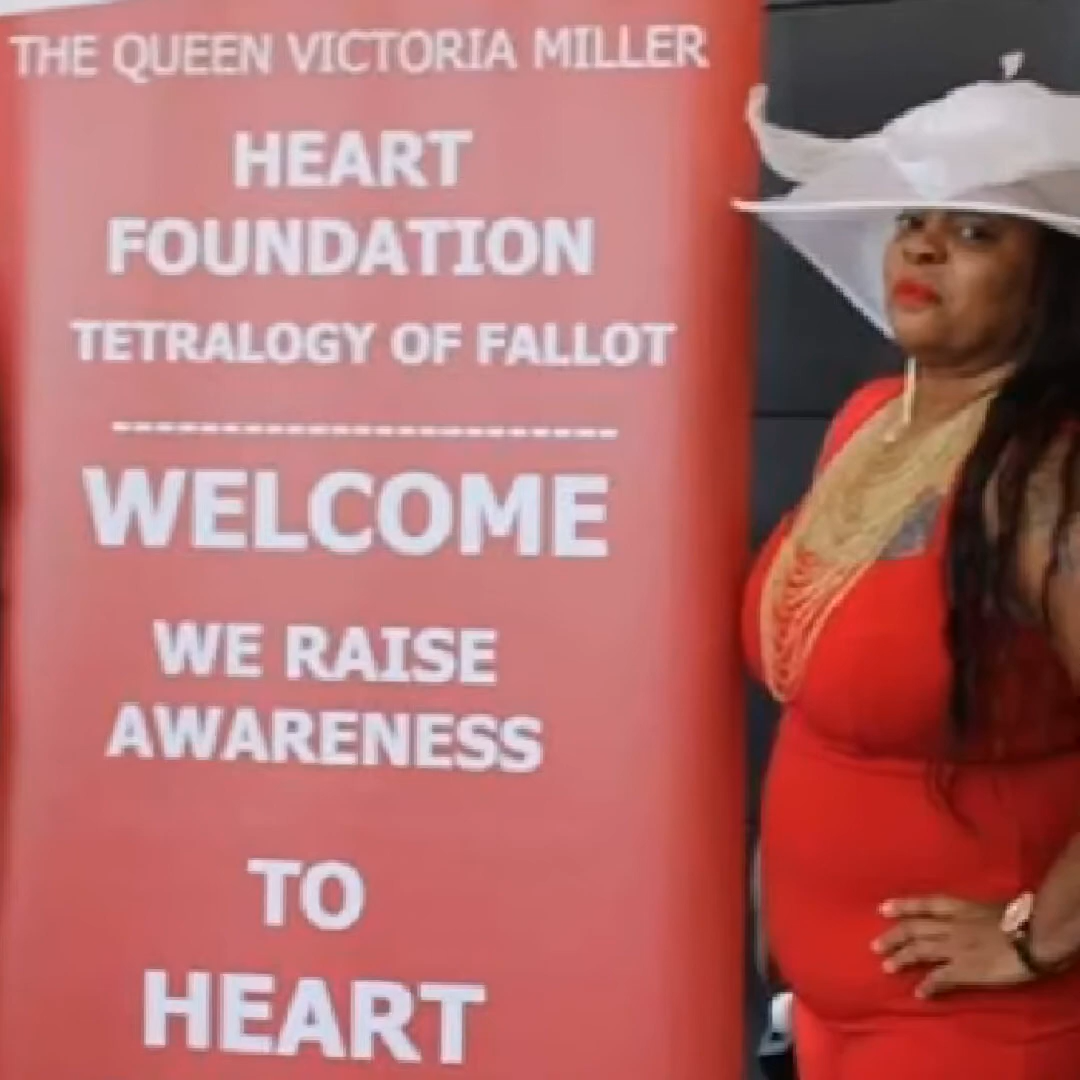 THE QUEEN VICTORIA MILLER
HEART
FOUNDATION
TETRALOGY OF FALLOT
------------------------
WELCOME
WE RAISE
AWARENESS
TO
HEART